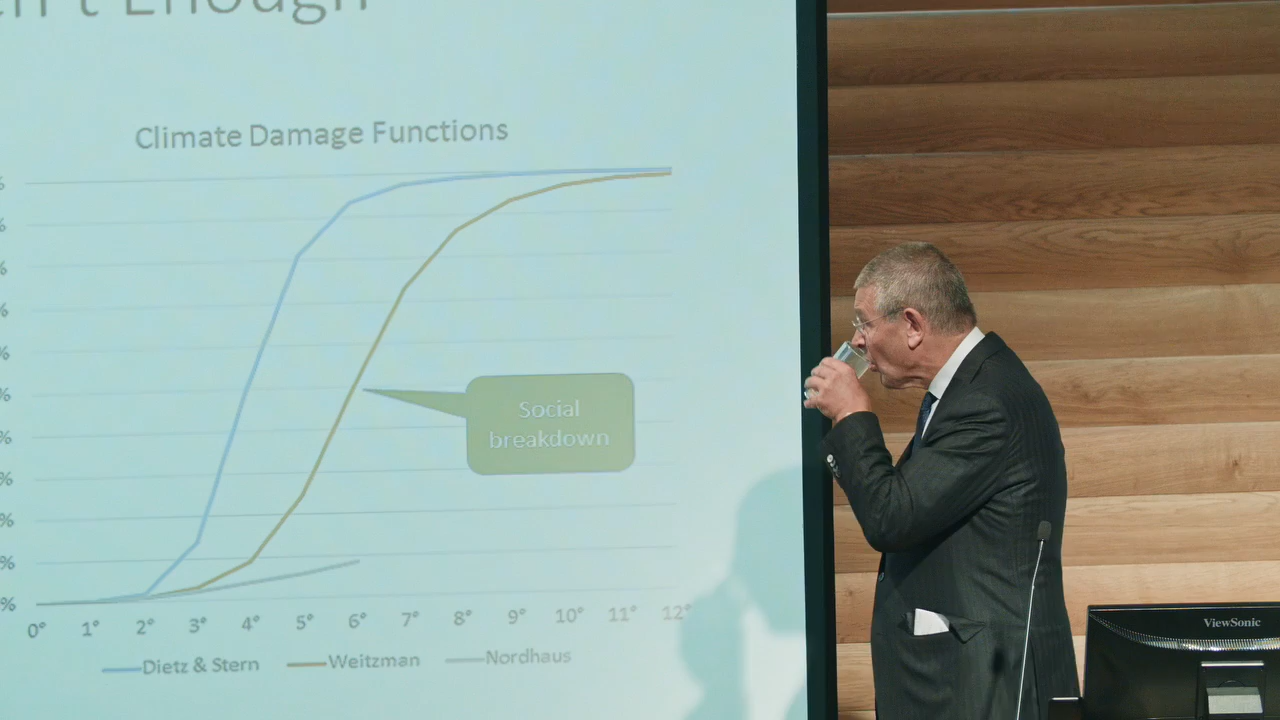 n't Enough
Climate Damage Functions
%
%
%
%
%
%
%
%
%
%
%
Social
breakdown
0° 1° 2° 3° 4° 5° 6° 7° 8° 9° 10° 11° 12°
Dietz & Stern Weitzman Nordhaus
ViewSonic